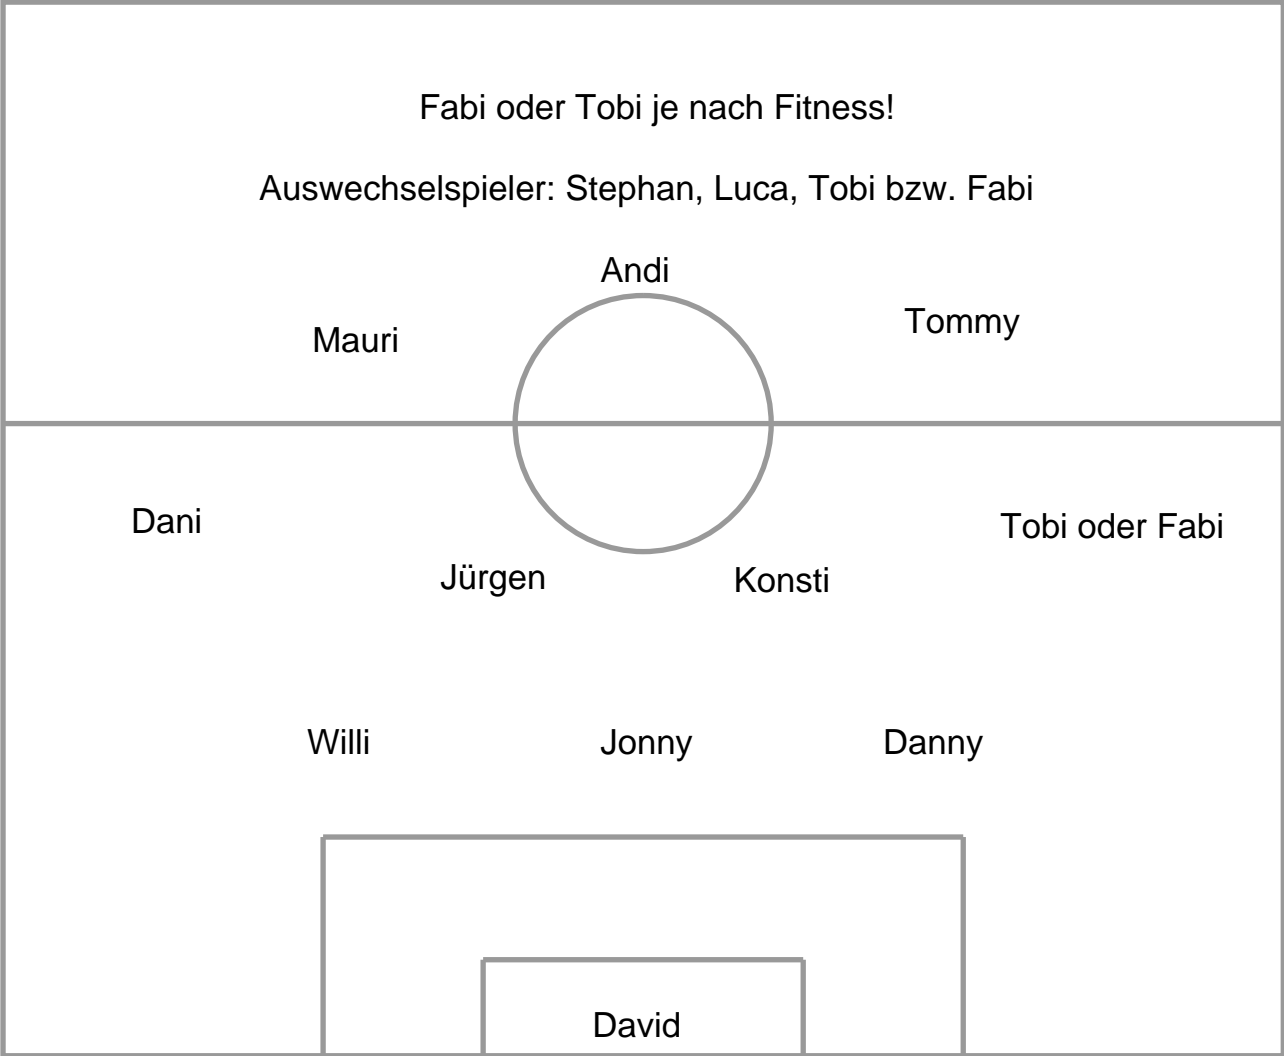 Fabi oder Tobi je nach Fitness!
Auswechselspieler: Stephan, Luca, Tobi bzw. Fabi
Andi
Mauri
Tommy
Dani
Tobi oder Fabi
Jürgen
Konsti
Willi
Jonny
Danny
David